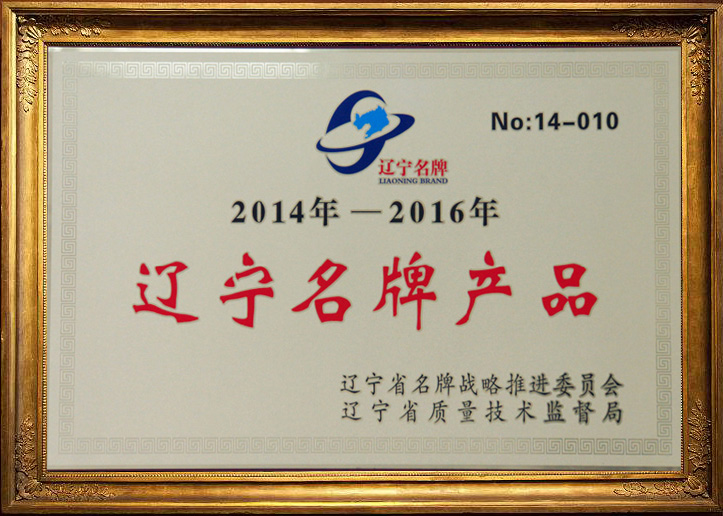 No:14-010
辽宁名牌
LIAONING BRAND
2014年—2016年
辽宁名牌产品
辽宁省名牌战略推进委员会
辽宁省质量技术监督局